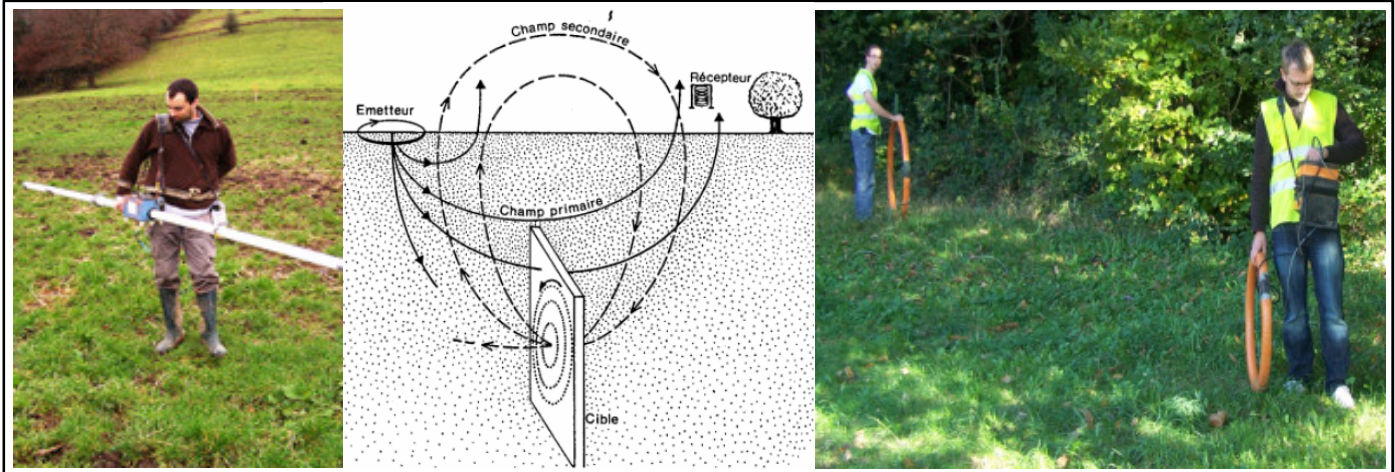 Champ secondaire
Récepteur
Emetteur
Champ primaire
Cible